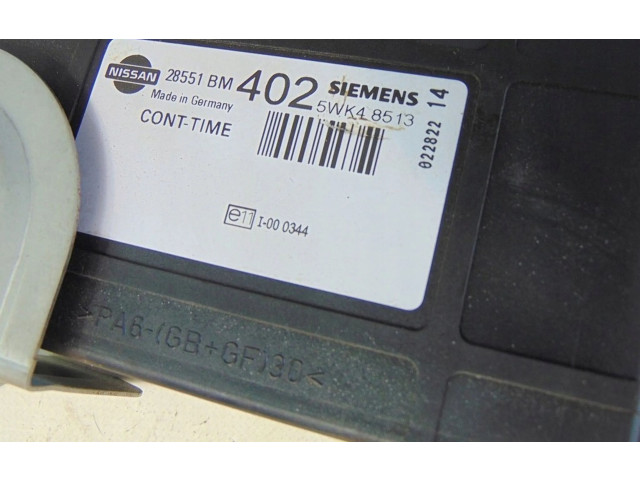 NISSAN 28551 BM 402 SIEMENS
Made in Germany 5WK4 8513
CONT-TIME
022822 14
e11 I-00 0344
>PA6-(GB+GF)30<